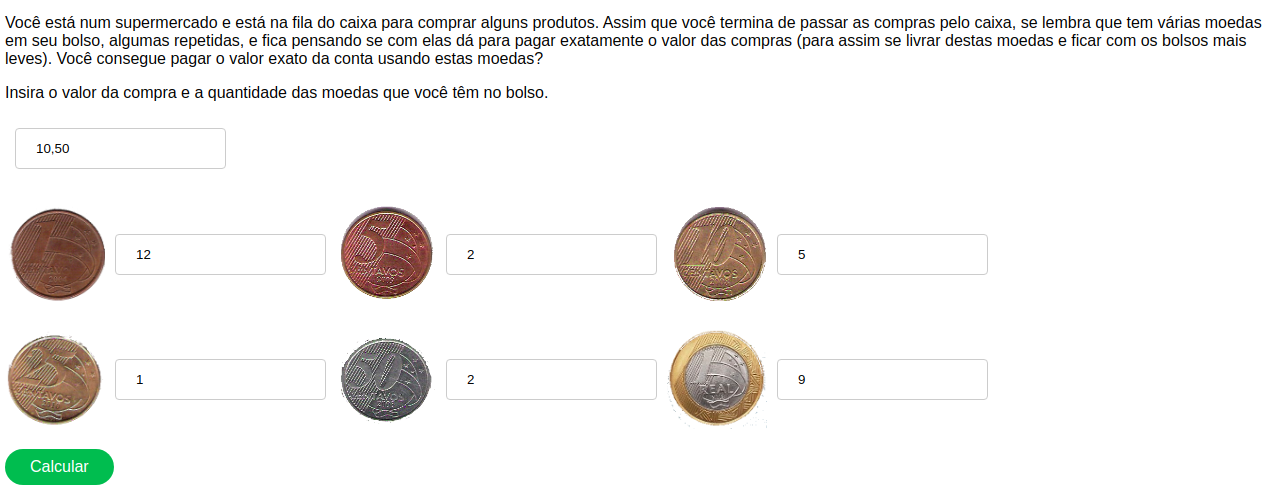 Você está num supermercado e está na fila do caixa para comprar alguns produtos. Assim que você termina de passar as compras pelo caixa, se lembra que tem várias moedas
em seu bolso, algumas repetidas, e fica pensando se com elas dá para pagar exatamente o valor das compras (para assim se livrar destas moedas e ficar com os bolsos mais
leves). Você consegue pagar o valor exato da conta usando estas moedas?
Insira o valor da compra e a quantidade das moedas que você têm no bolso.
10,50
1 12 5 CENTAVOS 2 10 CENTAVOS 5
25 CENTAVOS 1 50 CENTAVOS 2 1 REAL 9
Calcular